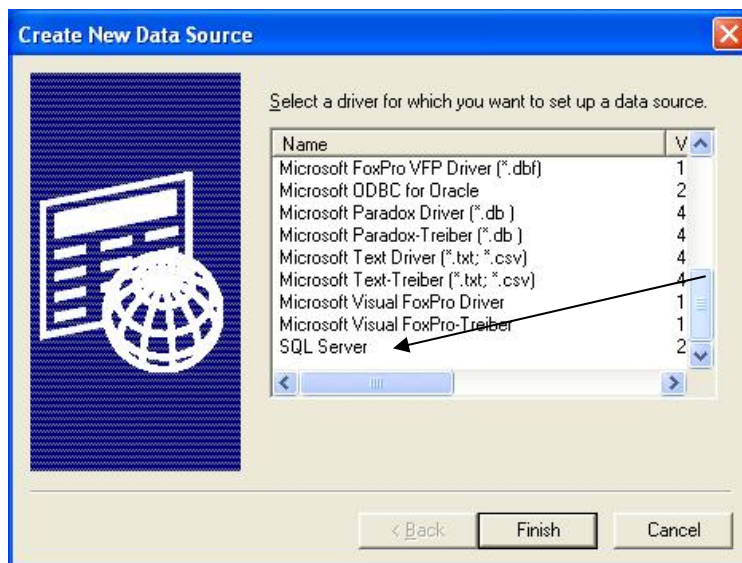 Create New Data Source
Select a driver for which you want to set up a data source.
Name V
Microsoft FoxPro VFP Driver (*.dbf) 1
Microsoft ODBC for Oracle 2
Microsoft Paradox Driver (*.db ) 4
Microsoft Paradox-Treiber (*.db ) 4
Microsoft Text Driver (*.txt; *.csv) 4
Microsoft Text-Treiber (*.txt; *.csv) 4
Microsoft Visual FoxPro Driver 1
Microsoft Visual FoxPro-Treiber 1
SQL Server 2
< Back Finish Cancel